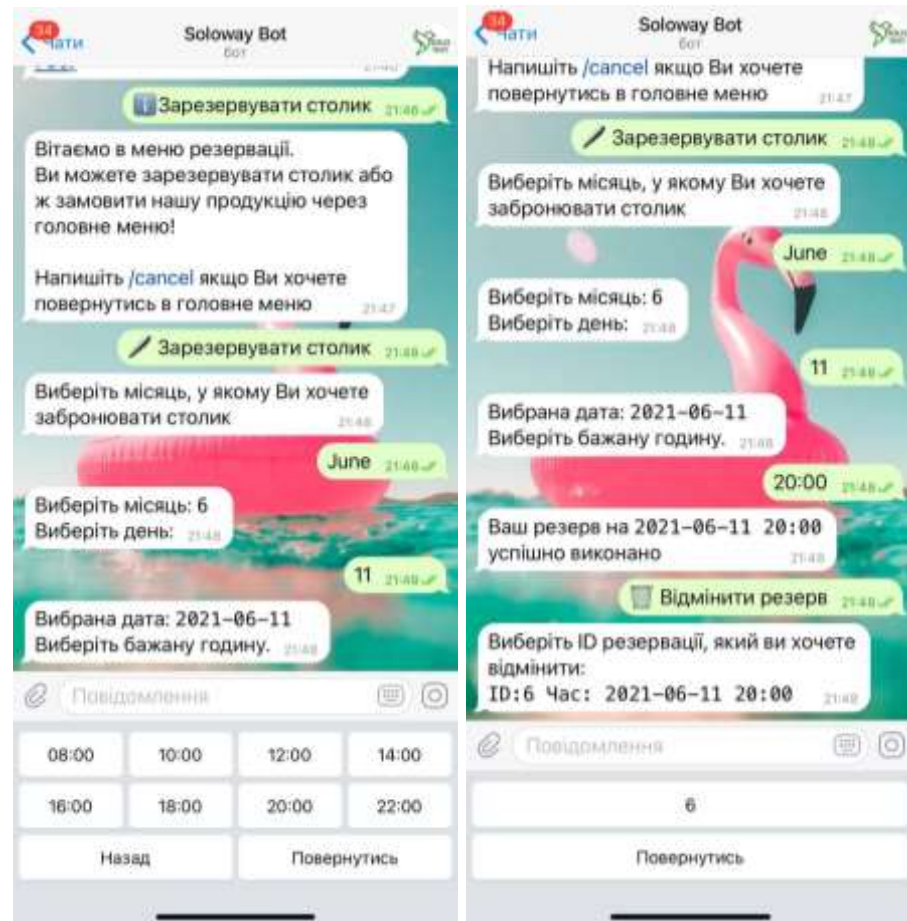 34
Чати
Soloway Bot
бот
Зарезервувати столик 21:48
Вітаємо в меню резервації.
Ви можете зарезервувати столик або
ж замовити нашу продукцію через
головне меню!
Напишіть /cancel якщо Ви хочете
повернутись в головне меню 21:47
Зарезервувати столик 21:48
Виберіть місяць, у якому Ви хочете
забронювати столик 21:48
June 21:48
Виберіть місяць: 6
Виберіть день: 21:48
11 21:48
Вибрана дата: 2021-06-11
Виберіть бажану годину. 21:48
Повідомлення
08:00 10:00 12:00 14:00
16:00 18:00 20:00 22:00
Назад Повернутись
34
Чати
Soloway Bot
бот
Напишіть /cancel якщо Ви хочете
повернутись в головне меню 21:47
Зарезервувати столик 21:48
Виберіть місяць, у якому Ви хочете
забронювати столик 21:48
June 21:48
Виберіть місяць: 6
Виберіть день: 21:48
11 21:48
Вибрана дата: 2021-06-11
Виберіть бажану годину. 21:48
20:00 21:48
Ваш резерв на 2021-06-11 20:00
успішно виконано 21:48
Відмінити резерв 21:48
Виберіть ID резервації, який ви хочете
відмінити:
ID:6 Час: 2021-06-11 20:00 21:48
Повідомлення
6
Повернутись